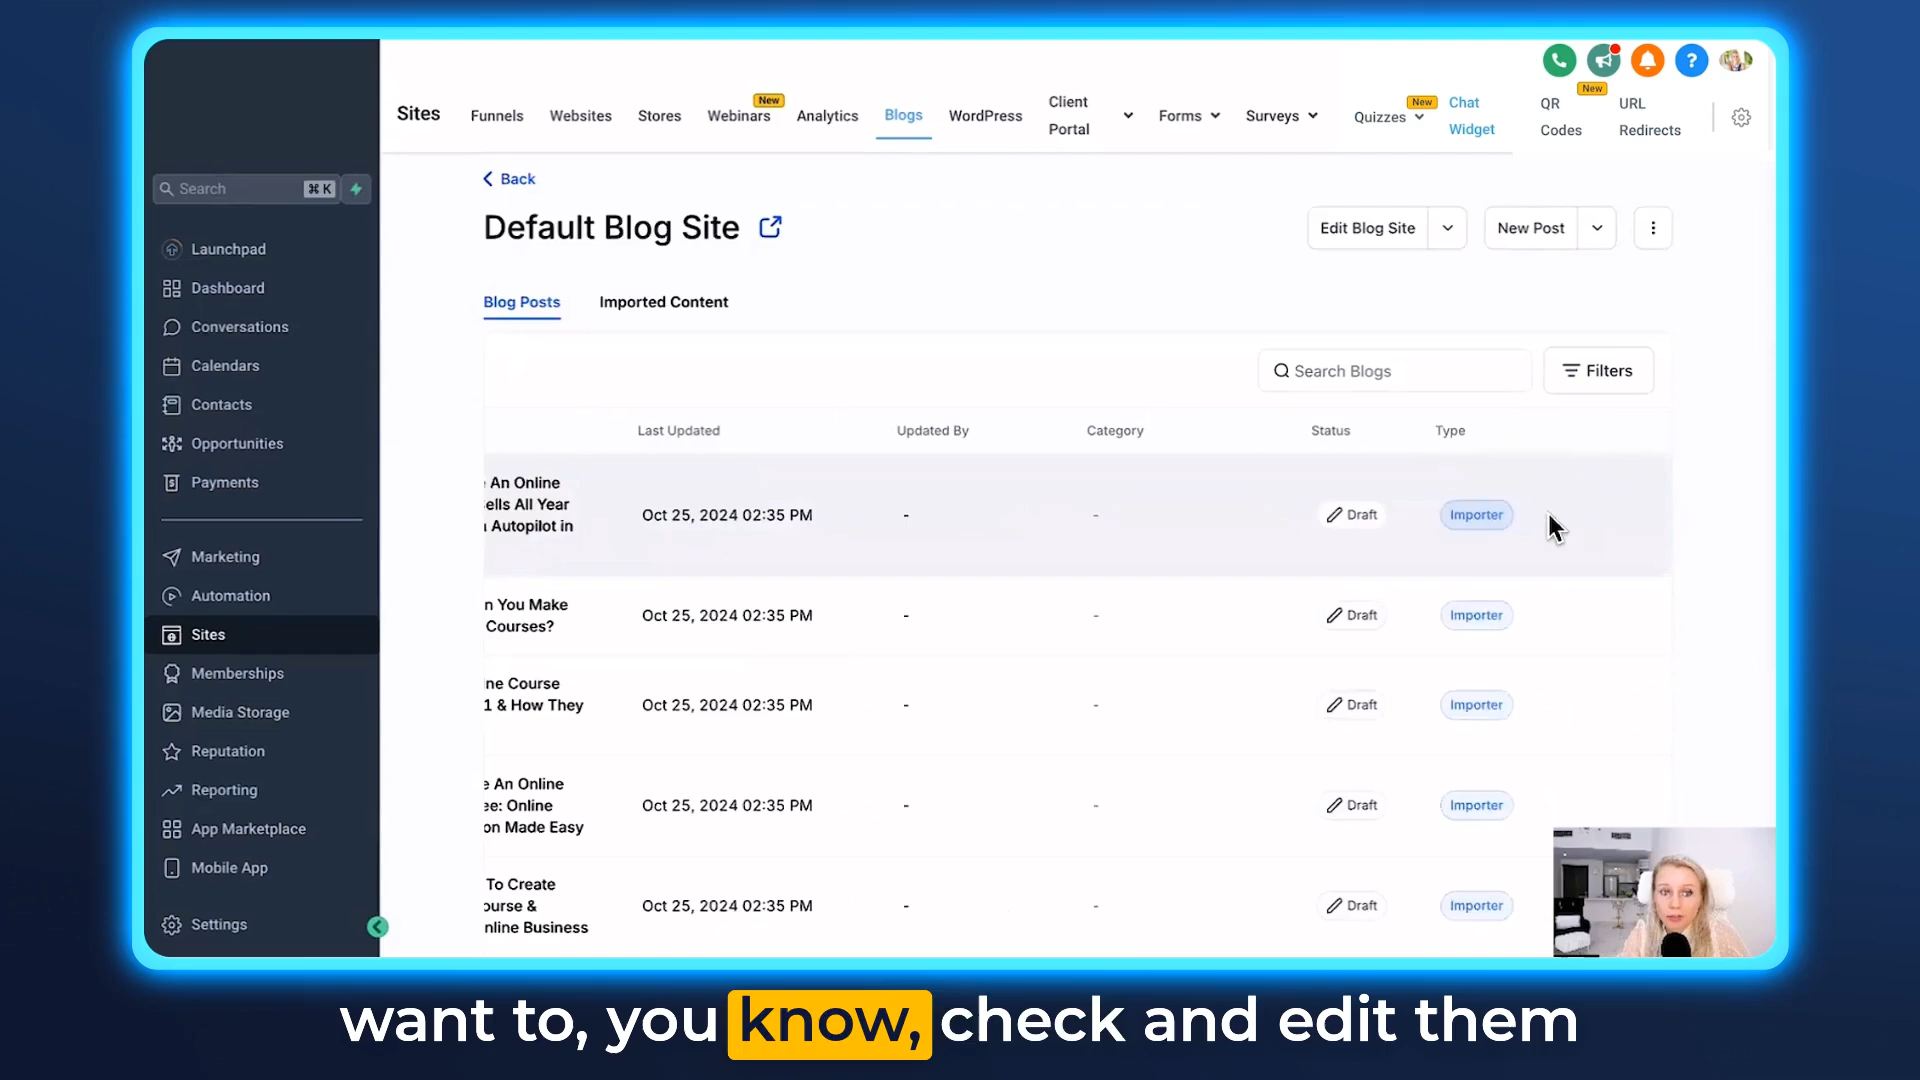 Sites
Funnels
Websites
Stores
Webinars
New
Analytics
Blogs
WordPress
Client
Portal
Forms
Surveys
Quizzes
New
Chat
Widget
QR
Codes
New
URL
Redirects
?
Search
⌘ K
Launchpad
Dashboard
Conversations
Calendars
Contacts
Opportunities
Payments
Marketing
Automation
Sites
Memberships
Media Storage
Reputation
Reporting
App Marketplace
Mobile App
Settings
Back
Default Blog Site
Edit Blog Site
New Post
Blog Posts
Imported Content
Search Blogs
Filters
Last Updated
Updated By
Category
Status
Type
An Online
ells All Year
Autopilot in
Oct 25, 2024 02:35 PM
-
-
Draft
Importer
n You Make
Courses?
Oct 25, 2024 02:35 PM
-
-
Draft
Importer
ne Course
1 & How They
Oct 25, 2024 02:35 PM
-
-
Draft
Importer
e An Online
ee: Online
on Made Easy
Oct 25, 2024 02:35 PM
-
-
Draft
Importer
To Create
ourse &
nline Business
Oct 25, 2024 02:35 PM
-
-
Draft
Importer
want to, you know, check and edit them